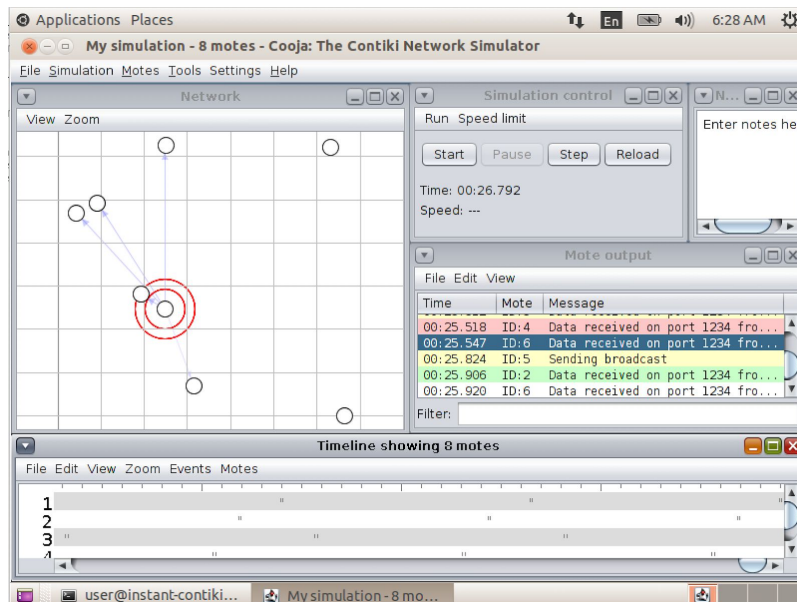 Applications Places
En
6:28 AM
My simulation - 8 motes - Cooja: The Contiki Network Simulator
File Simulation Motes Tools Settings Help
Network
View Zoom
Simulation control
Run Speed limit
Start Pause Step Reload
Time: 00:26.792
Speed: ---
N...
Enter notes he
Mote output
File Edit View
Time Mote Message
00:25.518 ID:4 Data received on port 1234 fro...
00:25.547 ID:6 Data received on port 1234 fro...
00:25.824 ID:5 Sending broadcast
00:25.906 ID:2 Data received on port 1234 fro...
00:25.920 ID:6 Data received on port 1234 fro...
Filter:
Timeline showing 8 motes
File Edit View Zoom Events Motes
1
2
3
4
user@instant-contiki...
My simulation - 8 mo...